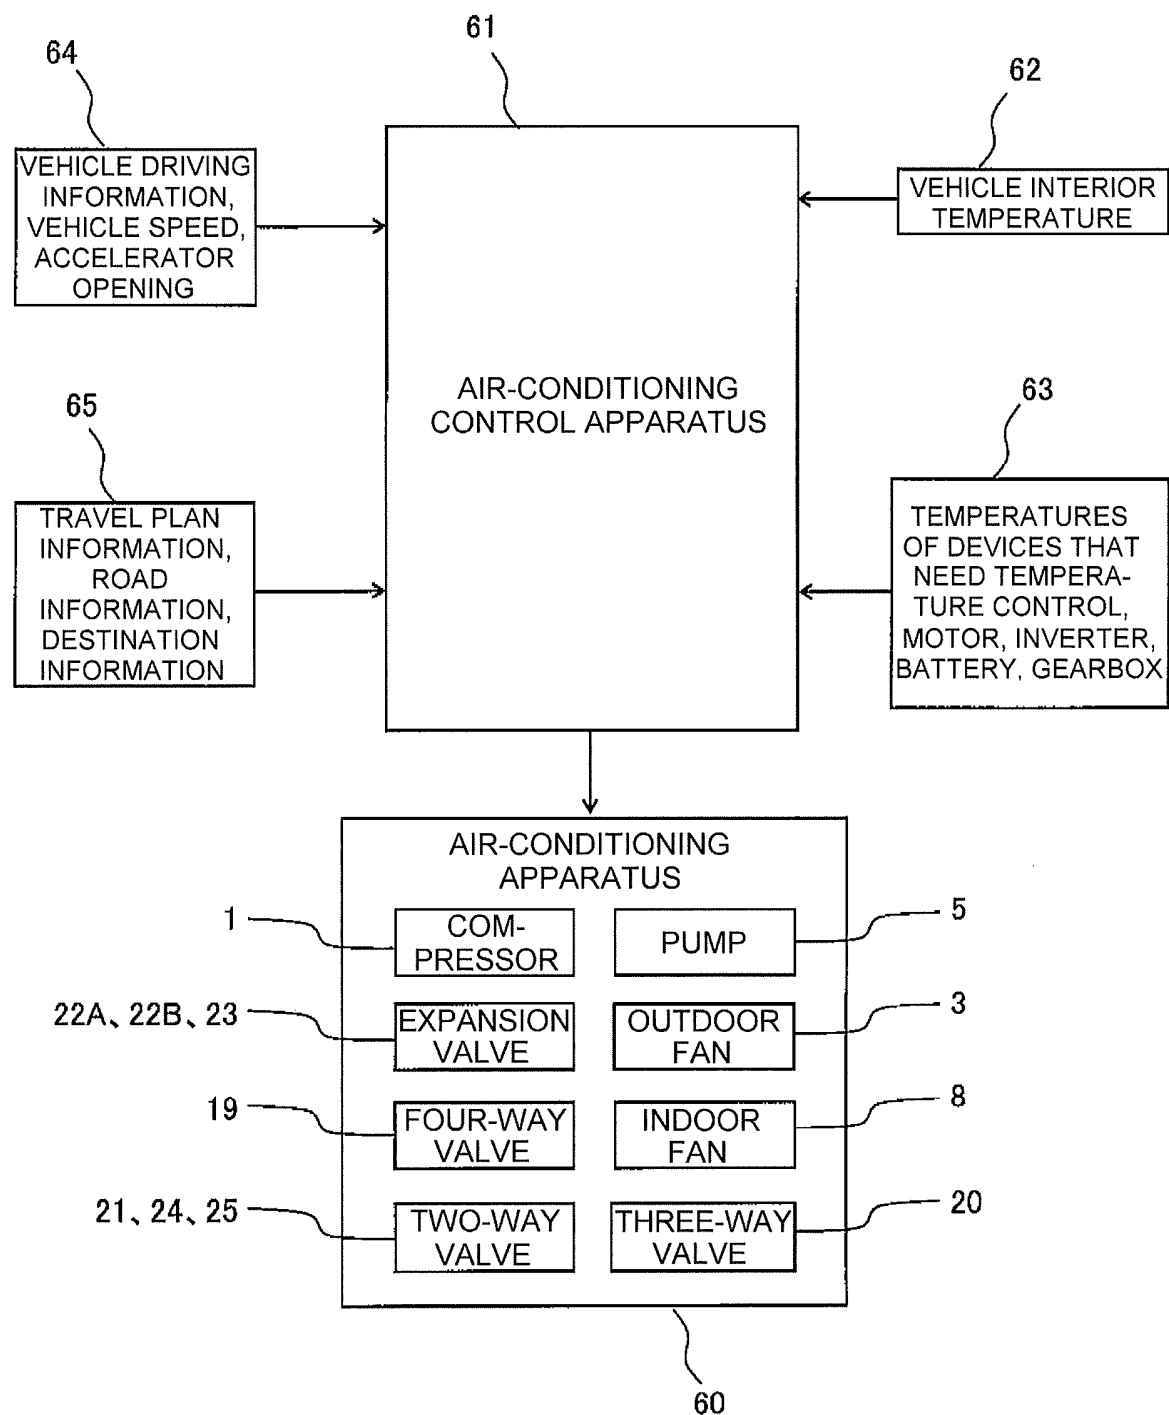 61
64
62
VEHICLE DRIVING
INFORMATION,
VEHICLE SPEED,
ACCELERATOR
OPENING
VEHICLE INTERIOR
TEMPERATURE
AIR-CONDITIONING
CONTROL APPARATUS
65
63
TRAVEL PLAN
INFORMATION,
ROAD
INFORMATION,
DESTINATION
INFORMATION
TEMPERATURES
OF DEVICES THAT
NEED TEMPERA-
TURE CONTROL,
MOTOR, INVERTER,
BATTERY, GEARBOX
AIR-CONDITIONING
APPARATUS
1
COM-
PRESSOR
PUMP
5
22A、22B、23
EXPANSION
VALVE
OUTDOOR
FAN
3
19
FOUR-WAY
VALVE
INDOOR
FAN
8
21、24、25
TWO-WAY
VALVE
THREE-WAY
VALVE
20
60